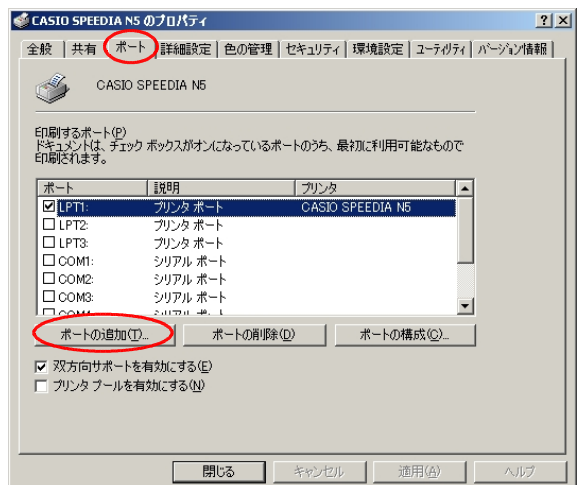 CASIO SPEEDIA N5 のプロパティ
全般 共有 ポート 詳細設定 色の管理 セキュリティ 環境設定 ユーティリティ バージョン情報
CASIO SPEEDIA N5
印刷するポート(P)
ドキュメントは、チェック ボックスがオンになっているポートのうち、最初に利用可能なもので
印刷されます。
ポート 説明 プリンタ
LPT1: プリンタ ポート CASIO SPEEDIA N5
LPT2: プリンタ ポート
LPT3: プリンタ ポート
COM1: シリアル ポート
COM2: シリアル ポート
COM3: シリアル ポート
COM4: シリアル ポート
ポートの追加(T)... ポートの削除(D) ポートの構成(C)...
双方向サポートを有効にする(E)
プリンタ プールを有効にする(N)
閉じる キャンセル 適用(A) ヘルプ